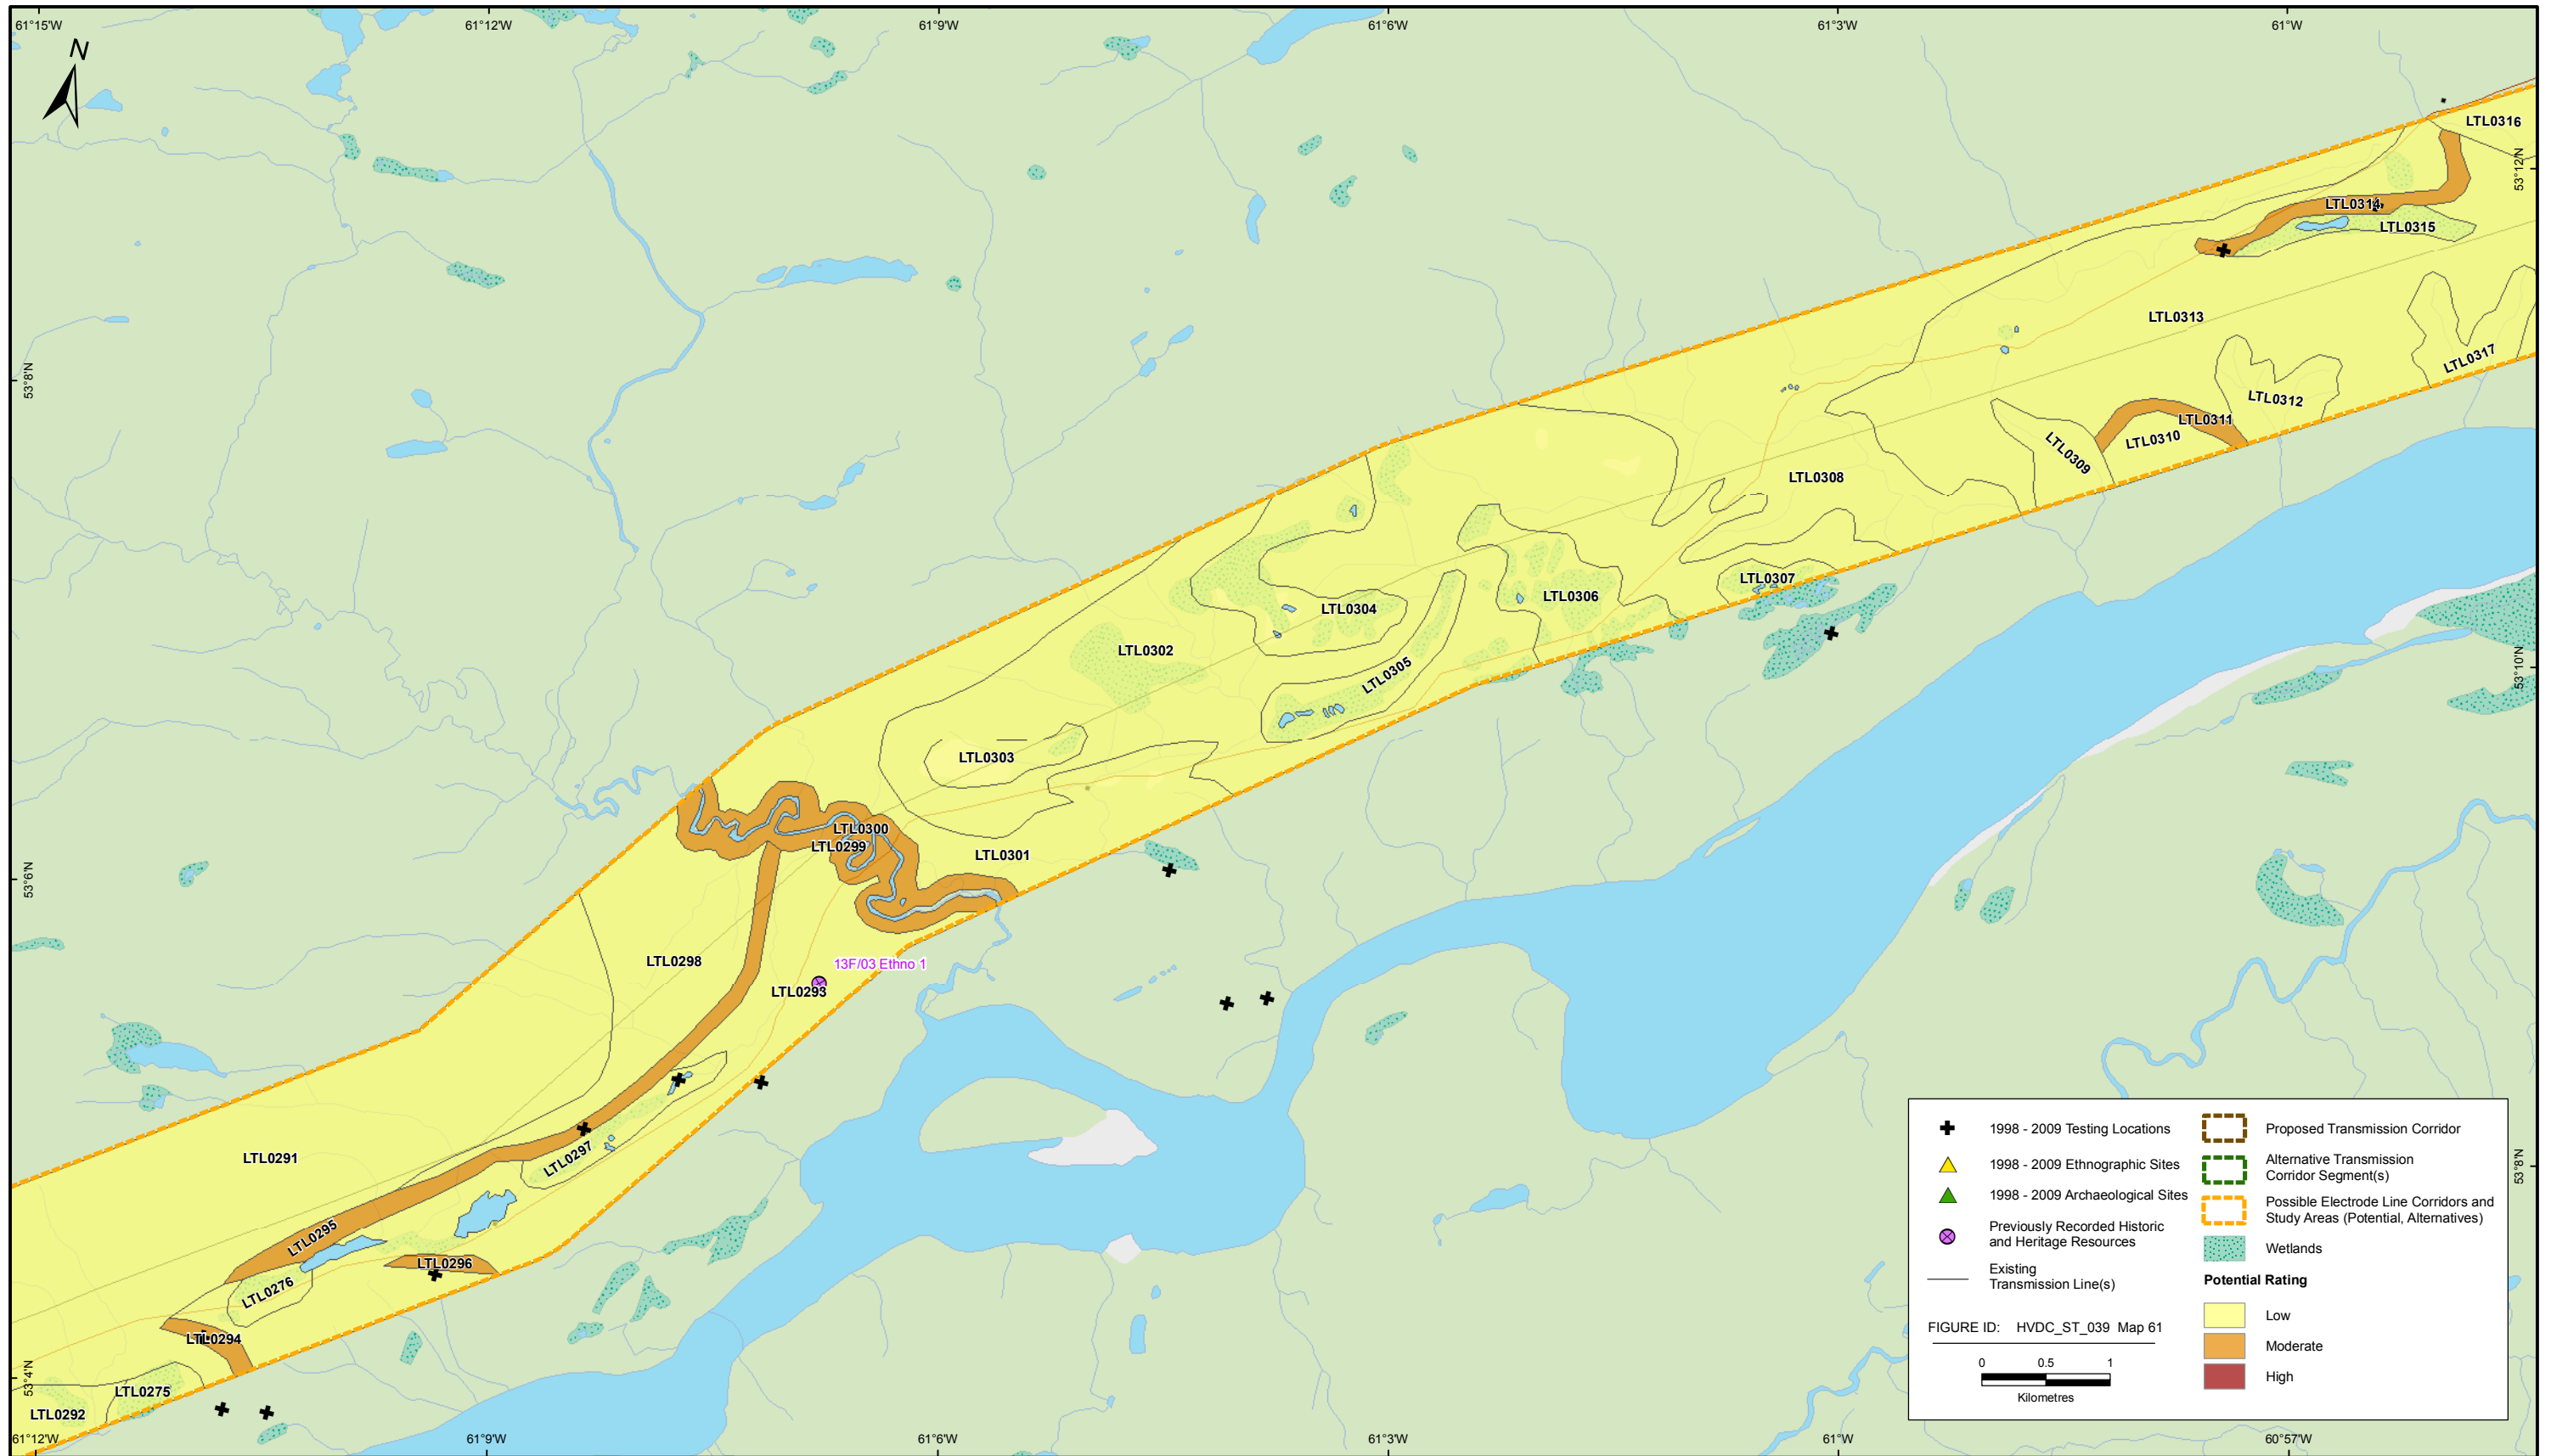 61°15'W
61°12'W
61°9'W
61°6'W
61°3'W
61°W
N
LTL0316
53°12'N
LTL0314
LTL0315
LTL0313
LTL0317
53°8'N
LTL0312
LTL0311
LTL0310
LTL0309
LTL0308
LTL0307
LTL0306
LTL0304
LTL0302
LTL0305
53°10'N
LTL0303
LTL0300
LTL0299
LTL0301
53°6'N
LTL0298
13F/03 Ethno 1
LTL0293
LTL0291
LTL0297
53°8'N
LTL0295
LTL0296
LTL0276
LTL0294
53°4'N
LTL0275
LTL0292
1998 - 2009 Testing Locations
1998 - 2009 Ethnographic Sites
1998 - 2009 Archaeological Sites
Previously Recorded Historic
and Heritage Resources
Existing
Transmission Line(s)
FIGURE ID: HVDC_ST_039 Map 61
0 0.5 1
Kilometres
Proposed Transmission Corridor
Alternative Transmission
Corridor Segment(s)
Possible Electrode Line Corridors and
Study Areas (Potential, Alternatives)
Wetlands
Potential Rating
Low
Moderate
High
61°12'W
61°9'W
61°6'W
61°3'W
61°W
60°57'W